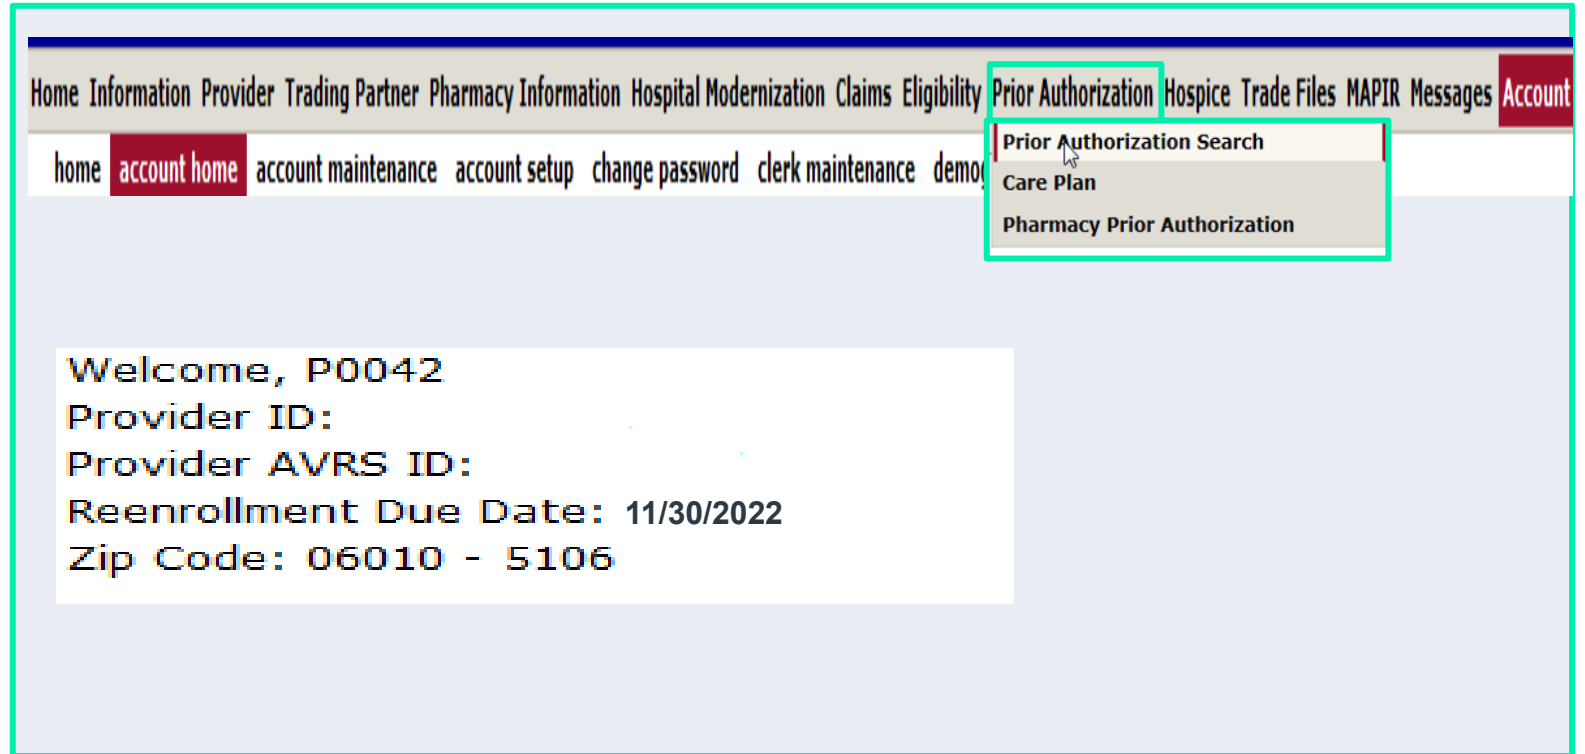 Home Information Provider Trading Partner Pharmacy Information Hospital Modernization Claims Eligibility Prior Authorization Hospice Trade Files MAPIR Messages Account
home account home account maintenance account setup change password clerk maintenance
Prior Authorization Search
Care Plan
Pharmacy Prior Authorization
Welcome, P0042
Provider ID:
Provider AVRS ID:
Reenrollment Due Date: 11/30/2022
Zip Code: 06010 - 5106